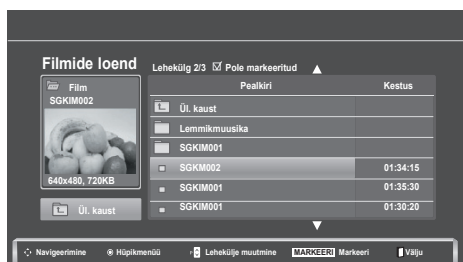 Filmide loend
Lehekülg 2/3 ☑ Pole markeeritud
Film
SGKIM002
640x480, 720KB
Ül. kaust
Pealkiri Kestus
Ül. kaust
Lemmikmuusika
SGKIM001
SGKM002 01:34:15
SGKIM001 01:35:30
SGKIM001 01:30:20
Navigeerimine Hüpikmenüü P Lehekülje muutmine MARKEERI Markeeri Välju